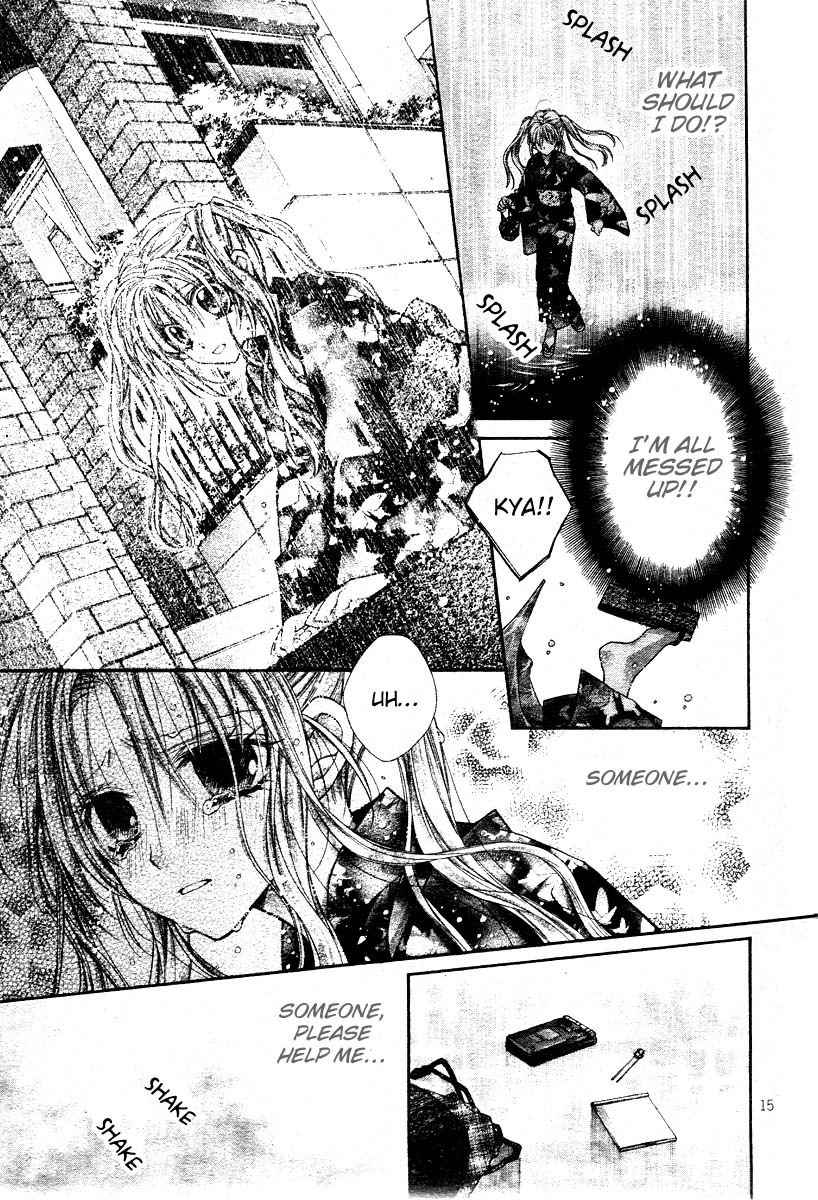 SPLASH
WHAT
SHOULD
I DO!?
SPLASH
SPLASH
I'M ALL
MESSED
UP!!
KYA!!
UH...
SOMEONE...
SOMEONE,
PLEASE
HELP ME...
SHAKE
SHAKE
15